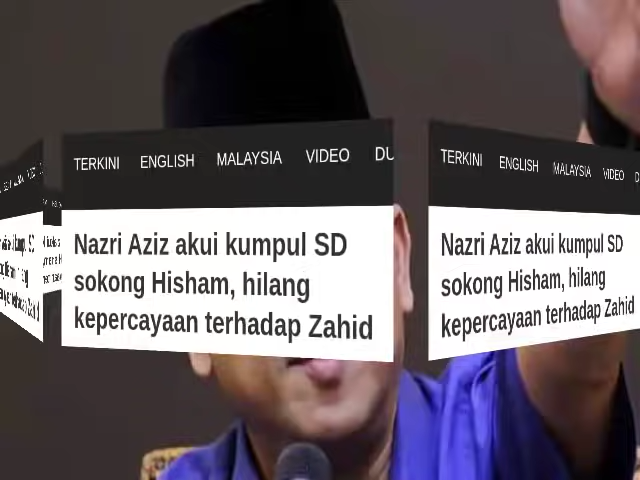 TERKINI ENGLISH MALAYSIA VIDEO
Nazri Aziz akui kumpul SD
sokong Hisham, hilang
kepercayaan terhadap Zahid
TERKINI ENGLISH MALAYSIA VIDEO
Nazri Aziz akui kumpul SD
sokong Hisham, hilang
kepercayaan terhadap Zahid